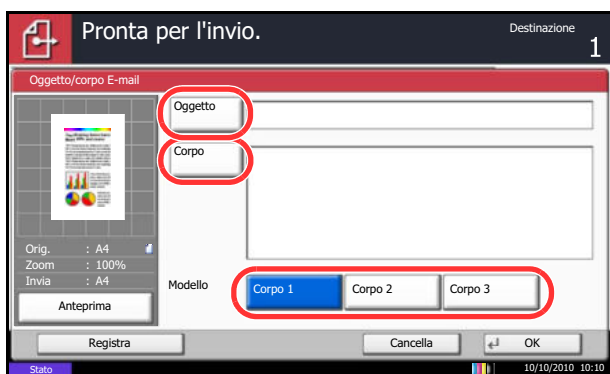 Pronta per l'invio.
Destinazione
1
Oggetto/corpo E-mail
Oggetto
Corpo
Orig. : A4
Zoom : 100%
Invia : A4
Anteprima
Modello
Corpo 1
Corpo 2
Corpo 3
Registra
Cancella
OK
Stato
10/10/2010 10:10